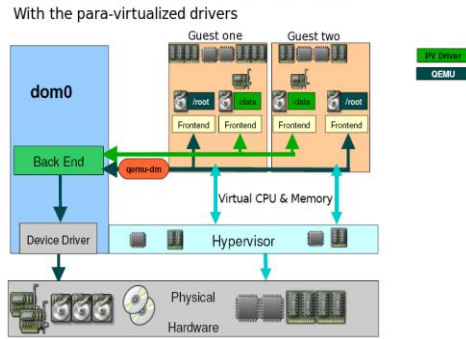 With the para-virtualized drivers
Guest one
Guest two
PV Driver
QEMU
dom0
/root
/data
/data
/root
Frontend
Frontend
Frontend
Frontend
Back End
qemu-dm
Virtual CPU & Memory
Device Driver
Hypervisor
Physical
Hardware